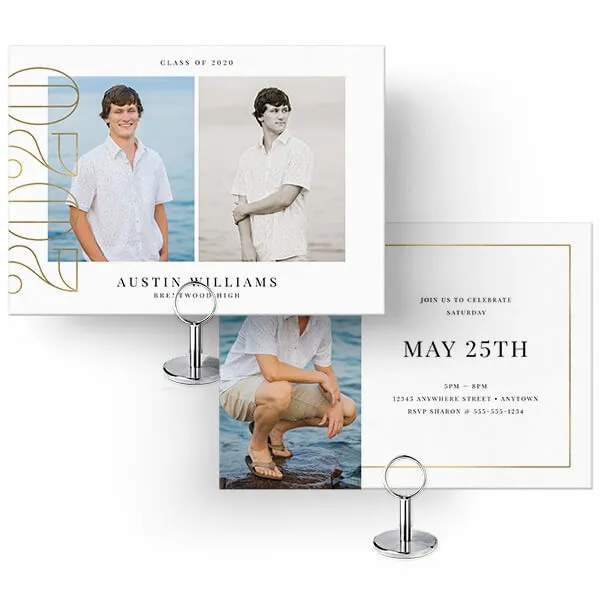 CLASS OF 2020
2020
AUSTIN WILLIAMS
BRENTWOOD HIGH
JOIN US TO CELEBRATE
SATURDAY
MAY 25TH
5PM – 8PM
12345 ANYWHERE STREET • ANYTOWN
RSVP SHARON @ 555-555-1234